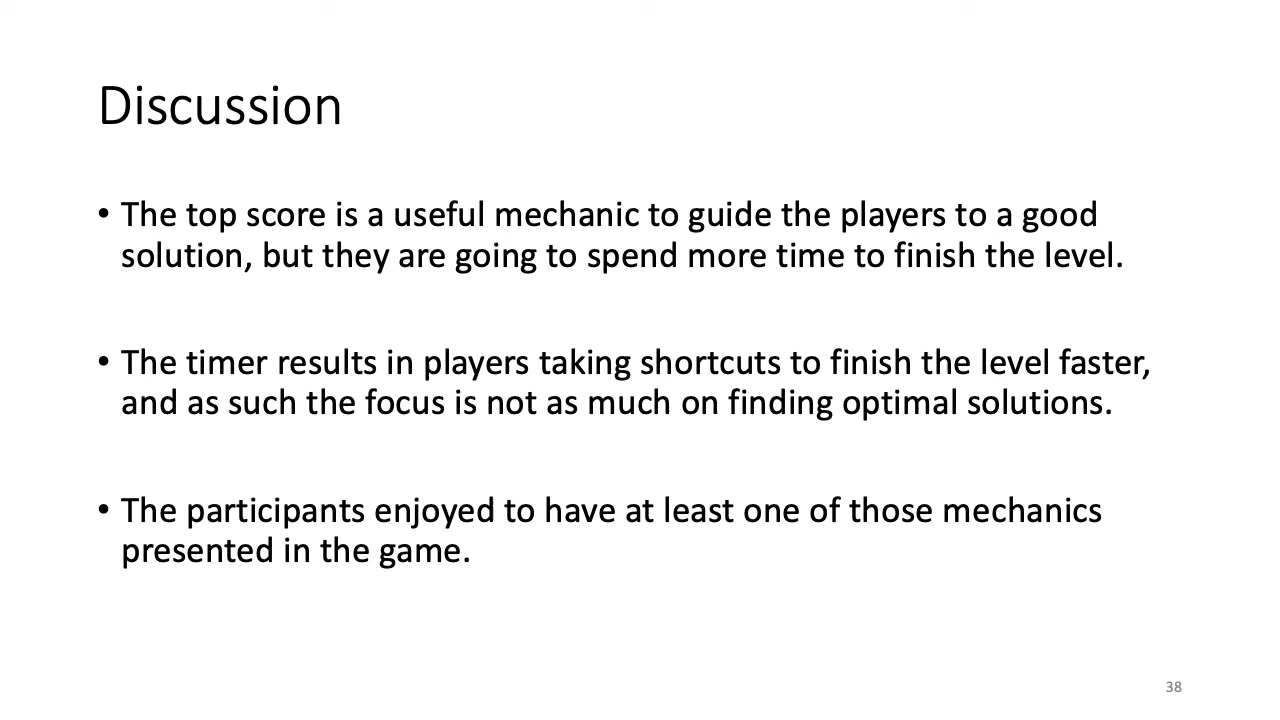 Discussion
• The top score is a useful mechanic to guide the players to a good
solution, but they are going to spend more time to finish the level.
• The timer results in players taking shortcuts to finish the level faster,
and as such the focus is not as much on finding optimal solutions.
• The participants enjoyed to have at least one of those mechanics
presented in the game.
38